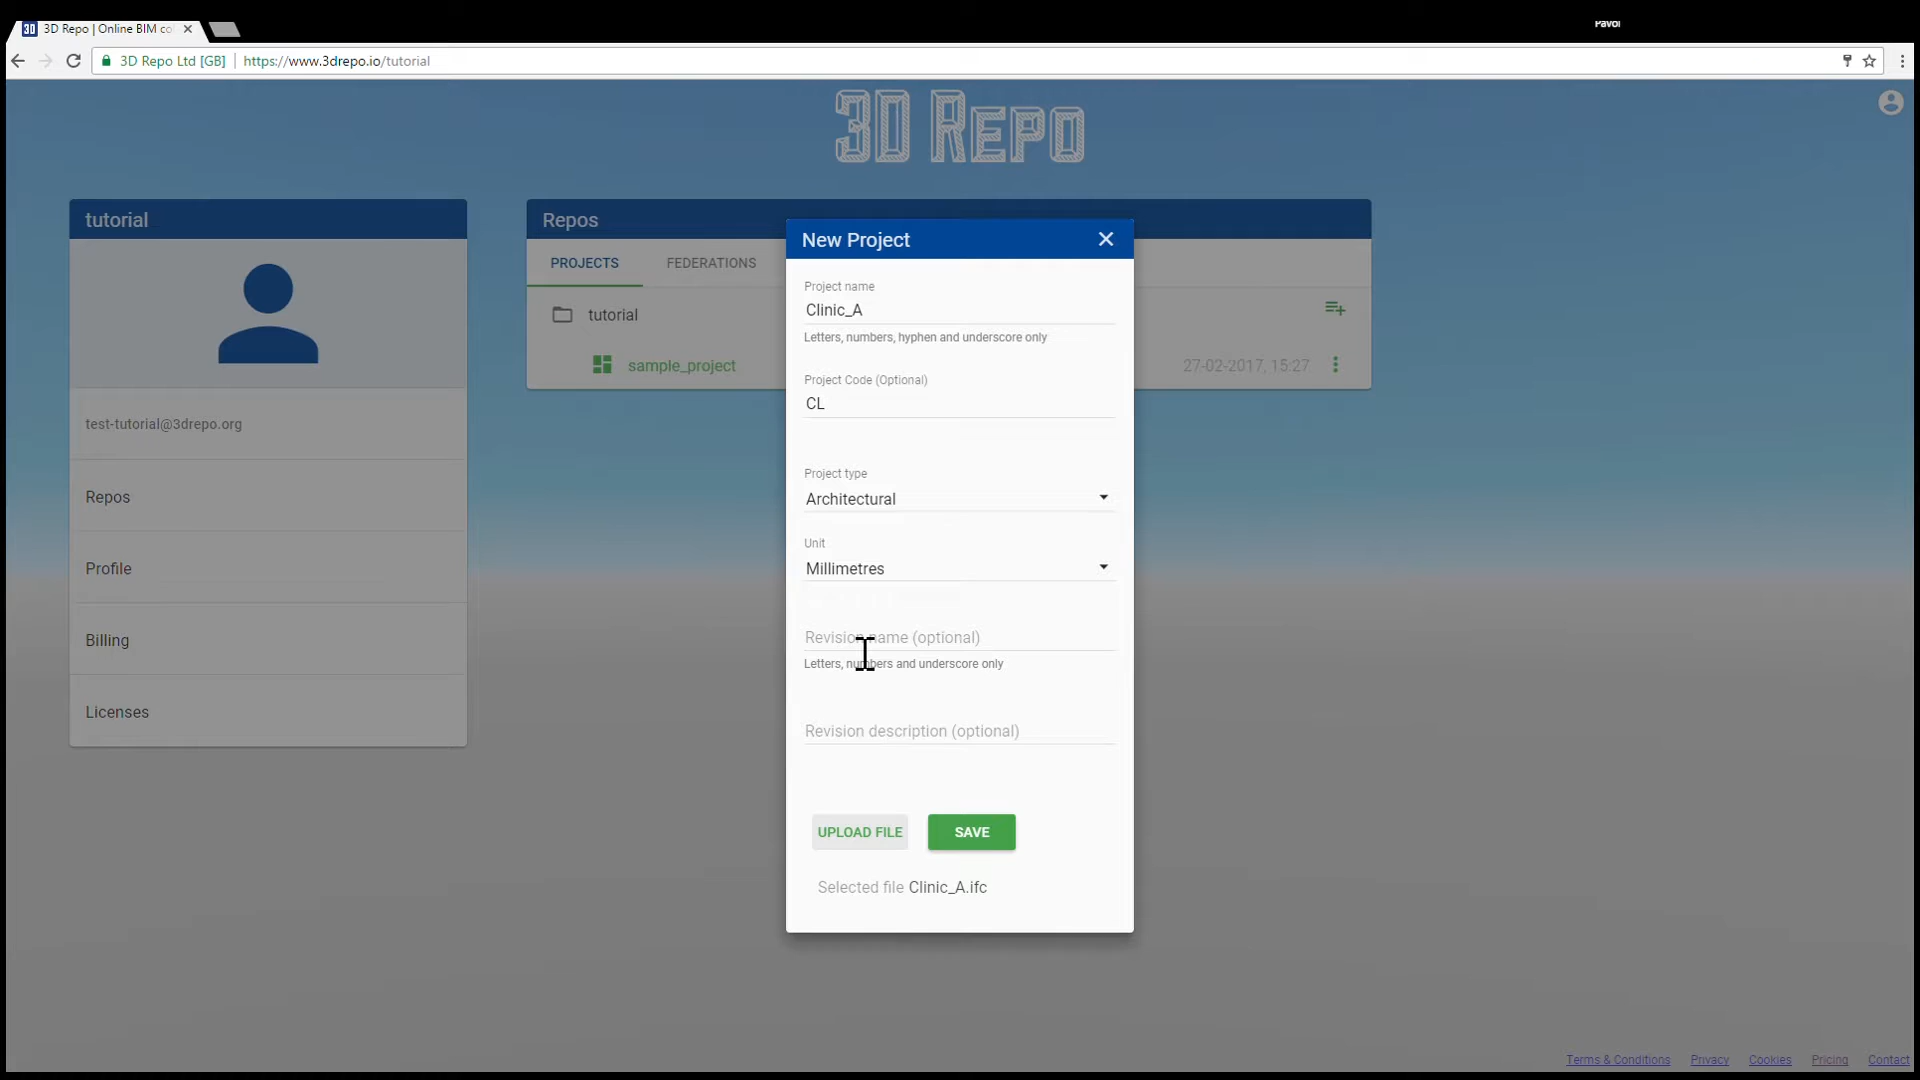 Pavol
3D Repo | Online BIM co
3D Repo Ltd [GB] https://www.3drepo.io/tutorial
3D REPO
tutorial
test-tutorial@3drepo.org
Repos
Profile
Billing
Licenses
Repos
PROJECTS FEDERATIONS
tutorial
sample_project 27-02-2017, 15:27
New Project
Project name
Clinic_A
Letters, numbers, hyphen and underscore only
Project Code (Optional)
CL
Project type
Architectural
Unit
Millimetres
Revision name (optional)
Letters, numbers and underscore only
Revision description (optional)
UPLOAD FILE SAVE
Selected file Clinic_A.ifc
Terms & Conditions Privacy Cookies Pricing Contact